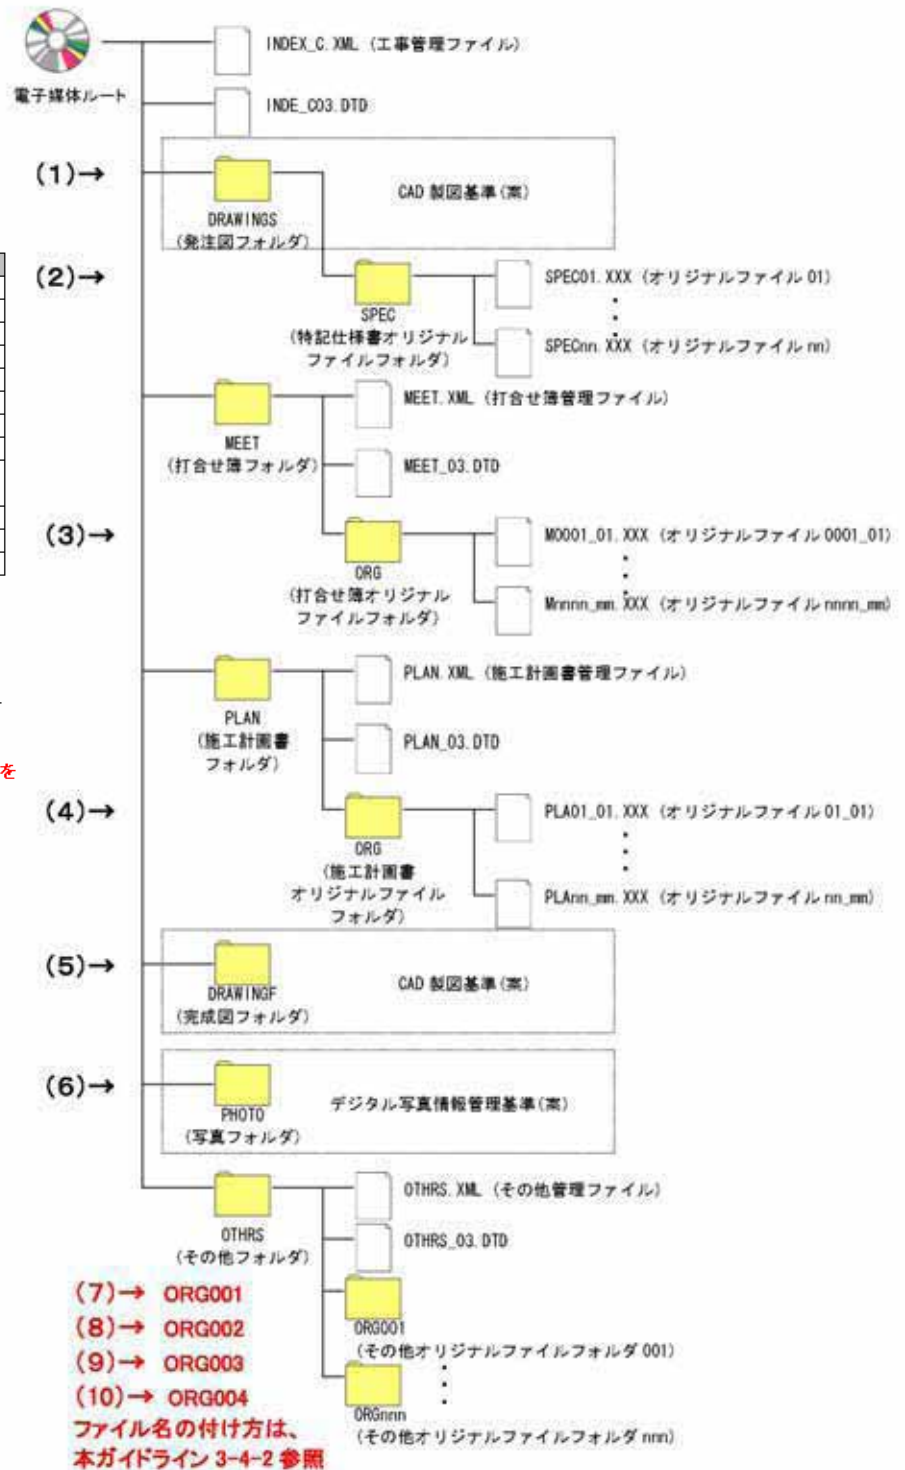 INDEX_C.XML (工事管理ファイル)
電子媒体ルート
INDE_C03.DTD
(1)→
CAD 製図基準(案)
DRAWINGS
(発注図フォルダ)
(2)→
SPEC01.XXX (オリジナルファイル 01)
SPEC
(特記仕様書オリジナル
ファイルフォルダ)
SPECnn.XXX (オリジナルファイル nn)
MEET.XML (打合せ簿管理ファイル)
MEET
(打合せ簿フォルダ)
MEET_03.DTD
(3)→
M0001_01.XXX (オリジナルファイル 0001_01)
ORG
(打合せ簿オリジナル
ファイルフォルダ)
Mnnnn_mm.XXX (オリジナルファイル nnnn_mm)
PLAN.XML (施工計画書管理ファイル)
PLAN
(施工計画書
フォルダ)
PLAN_03.DTD
を
(4)→
PLA01_01.XXX (オリジナルファイル 01_01)
ORG
(施工計画書
オリジナルファイル
フォルダ)
PLAnn_mm.XXX (オリジナルファイル nn_mm)
(5)→
CAD 製図基準(案)
DRAWINGF
(完成図フォルダ)
(6)→
デジタル写真情報管理基準(案)
PHOTO
(写真フォルダ)
OTHRS.XML (その他管理ファイル)
OTHRS
(その他フォルダ)
OTHRS_03.DTD
(7)→ ORG001
(8)→ ORG002
(9)→ ORG003
(10)→ ORG004
ファイル名の付け方は、
本ガイドライン 3-4-2 参照
ORG001
(その他オリジナルファイルフォルダ 001)
ORGnnn
(その他オリジナルファイルフォルダ nnn)